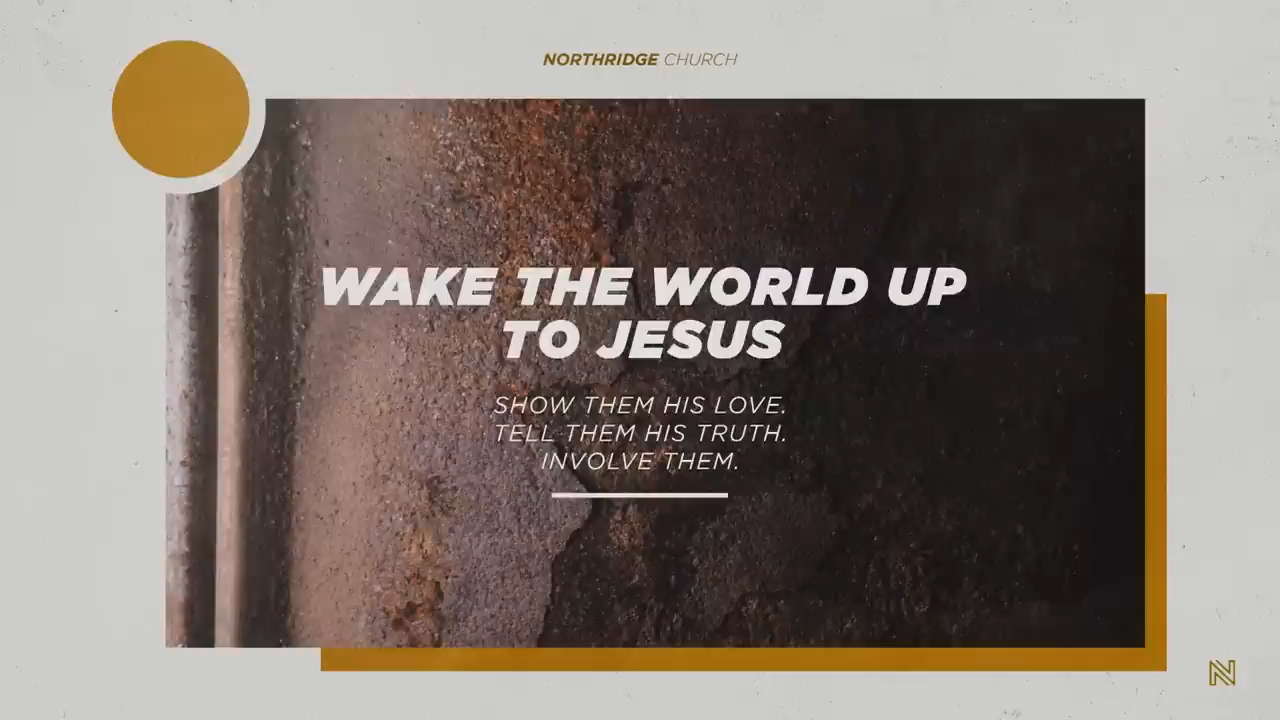 NORTHRIDGE CHURCH
WAKE THE WORLD UP
TO JESUS
SHOW THEM HIS LOVE.
TELL THEM HIS TRUTH.
INVOLVE THEM.
N